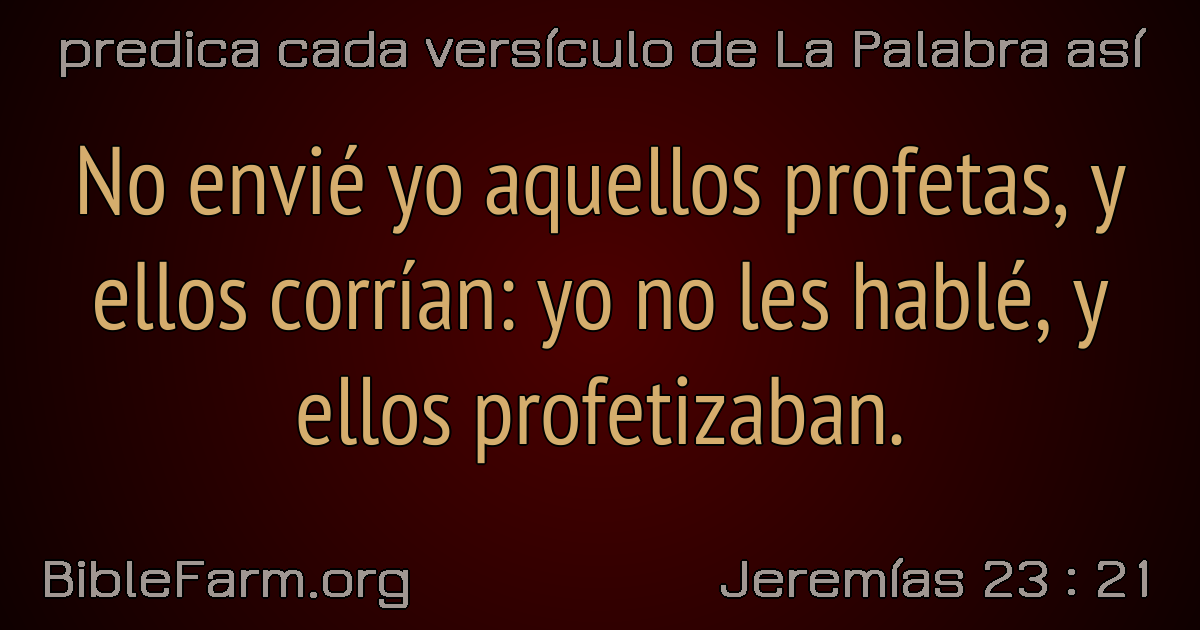 predica cada versículo de La Palabra así
No envié yo aquellos profetas, y
ellos corrían: yo no les hablé, y
ellos profetizaban.
BibleFarm.org
Jeremías 23 : 21